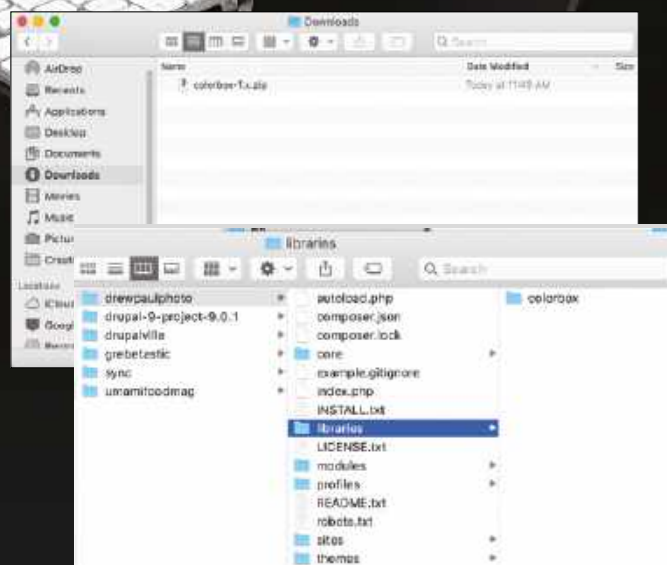 Downloads
Search
AirDrop
Recents
Applications
Desktop
Documents
Downloads
Movies
Music
Name
Date Modified
Size
colorbox-1.x.zip
Today at 11:49 AM
Locations
libraries
Search
drewpaulphoto
drupal-9-project-9.0.1
drupalville
grebetastic
sync
umamifoodmag
autoload.php
composer.json
composer.lock
core
example.gitignore
index.php
INSTALL.txt
libraries
LICENSE.txt
modules
profiles
README.txt
robots.txt
sites
themes
colorbox